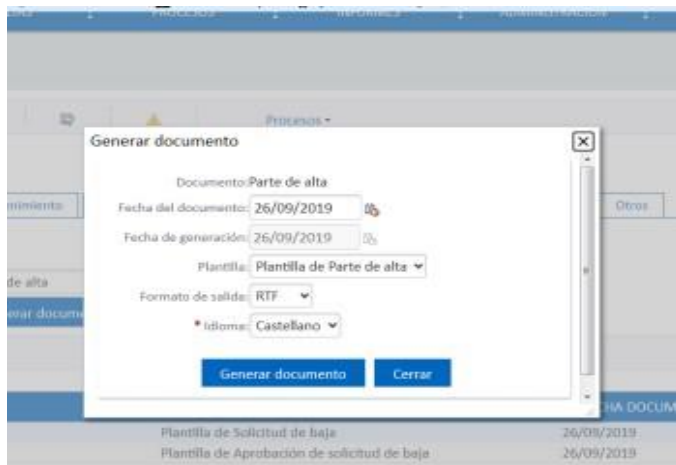 PROCESOS INFORMES ADMINISTRACIÓN
Procesos
Generar documento
Documento: Parte de alta
Fecha del documento: 26/09/2019
Otros
Fecha de generación: 26/09/2019
Plantilla: Plantilla de Parte de alta
de alta
Formato de salida: RTF
* Idioma: Castellano
Generar documento Cerrar
Plantilla de Solicitud de baja 26/09/2019
Plantilla de Aprobación de solicitud de baja 26/09/2019